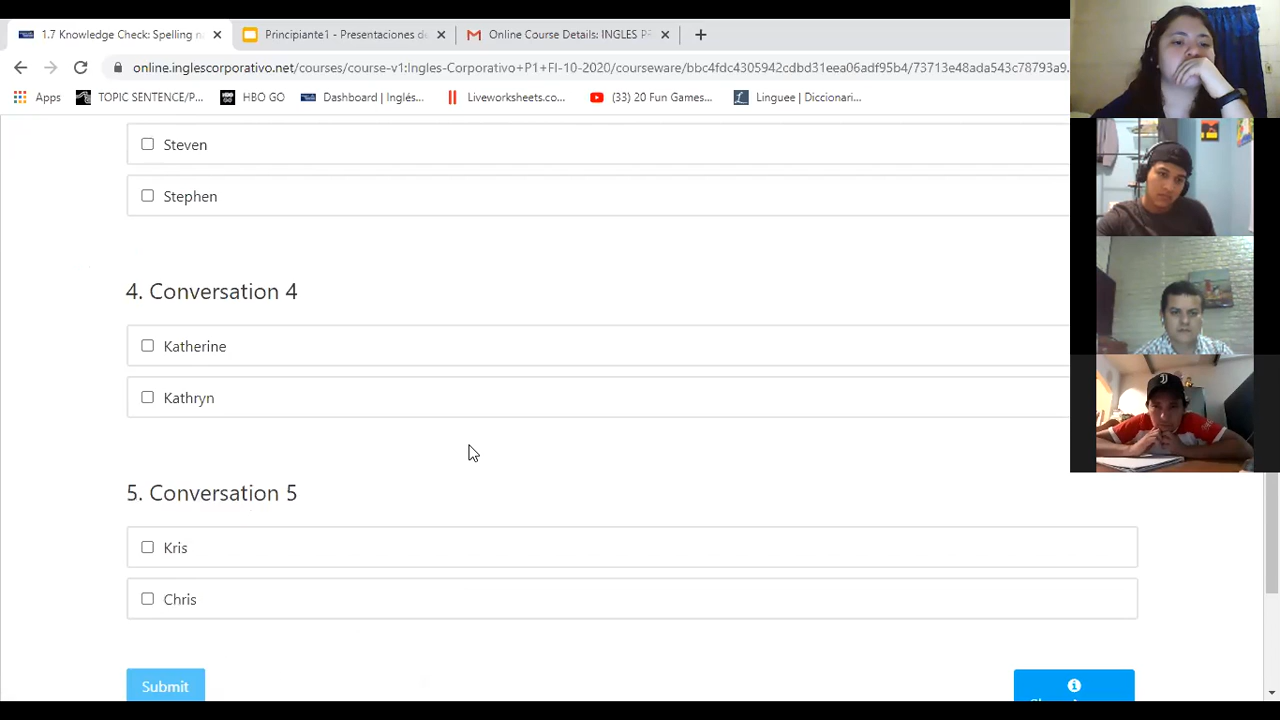 1.7 Knowledge Check: Spelling n
Principiante1 - Presentaciones d
Online Course Details: INGLES P
online.inglescorporativo.net/courses/course-v1:Ingles-Corporativo+P1+FI-10-2020/courseware/bbc4fdc4305942cdbd31eea06adf95b4/73713e48ada543c78793a9.
Apps
TOPIC SENTENCE/P...
HBO GO
Dashboard | Inglés...
Liveworksheets.co...
(33) 20 Fun Games...
Linguee | Diccionari...
Steven
Stephen
4. Conversation 4
Katherine
Kathryn
5. Conversation 5
Kris
Chris
Submit